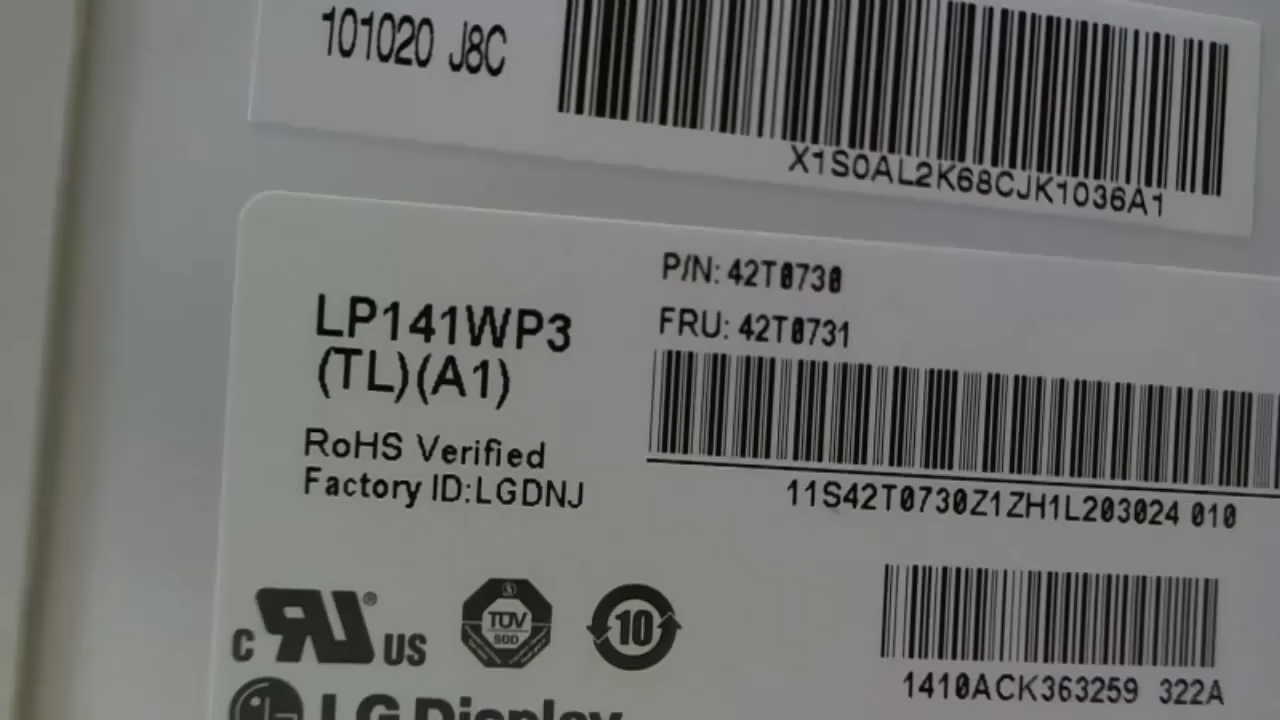 101020 J8C
X1S0AL2K68CJK1036A1
P/N: 42T0730
FRU: 42T0731
LP141WP3
(TL)(A1)
RoHS Verified
Factory ID:LGDNJ
11S42T0730Z1ZH1L203024 010
C RU® US
TÜV
SÜD
10
1410ACK363259 322A
LG Display